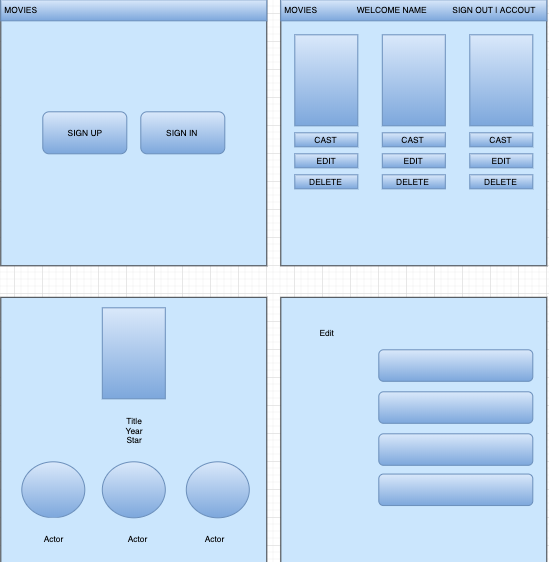 MOVIES
SIGN UP SIGN IN
MOVIES WELCOME NAME SIGN OUT I ACCOUT
CAST CAST CAST
EDIT EDIT EDIT
DELETE DELETE DELETE
Title
Year
Star
Actor Actor Actor
Edit